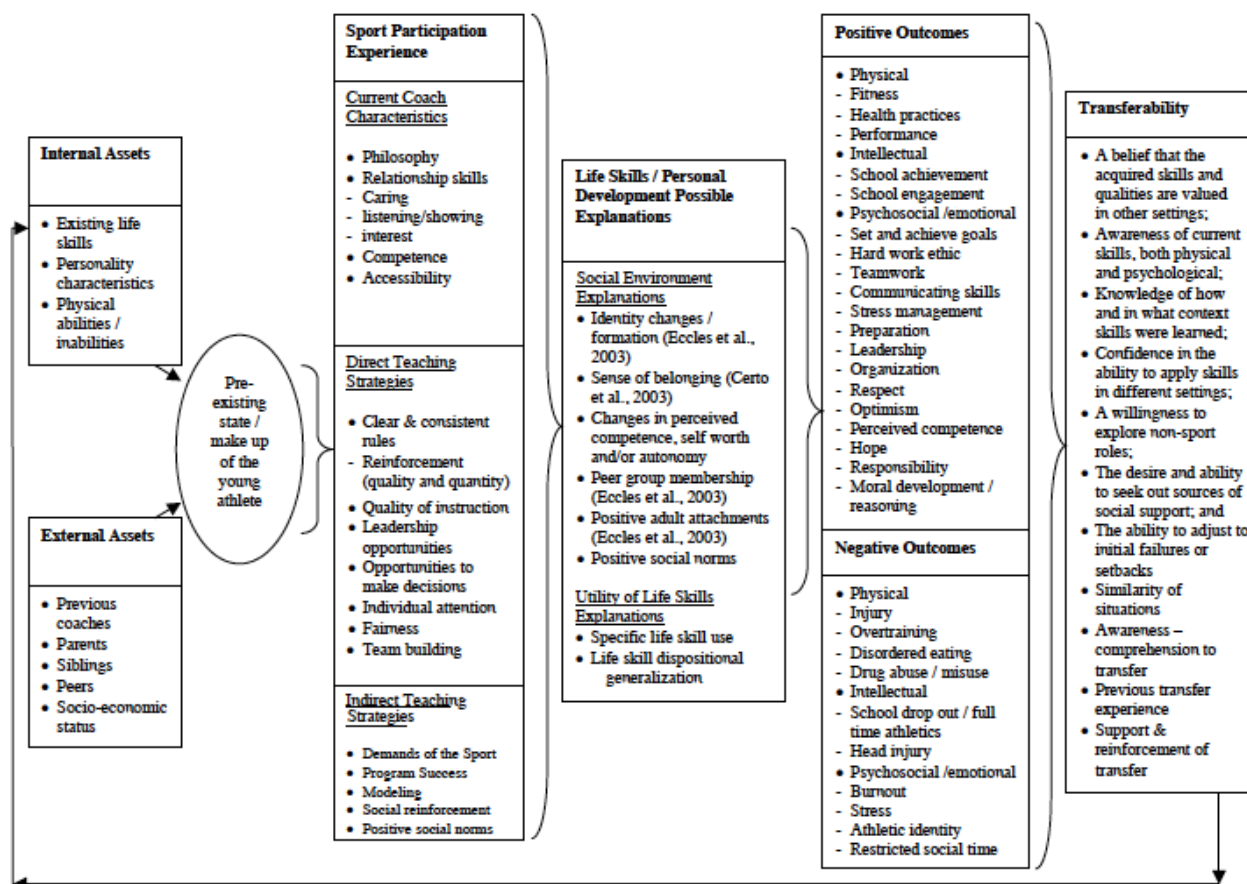 Internal Assets
• Existing life
skills
• Personality
characteristics
• Physical
abilities /
inabilities
External Assets
• Previous
coaches
• Parents
• Siblings
• Peers
• Socio-economic
status
Pre-
existing
state /
make up
of the
young
athlete
Sport Participation
Experience
Current Coach
Characteristics
• Philosophy
• Relationship skills
- Caring
- listening/showing
- interest
• Competence
• Accessibility
Direct Teaching
Strategies
• Clear & consistent
rules
- Reinforcement
(quality and quantity)
• Quality of instruction
• Leadership
opportunities
• Opportunities to
make decisions
• Individual attention
• Fairness
• Team building
Indirect Teaching
Strategies
• Demands of the Sport
• Program Success
• Modeling
• Social reinforcement
• Positive social norms
Life Skills / Personal
Development Possible
Explanations
Social Environment
Explanations
• Identity changes /
formation (Eccles et al.,
2003)
• Sense of belonging (Certo
et al., 2003)
• Changes in perceived
competence, self worth
and/or autonomy
• Peer group membership
(Eccles et al., 2003)
• Positive adult attachments
(Eccles et al., 2003)
• Positive social norms
Utility of Life Skills
Explanations
• Specific life skill use
• Life skill dispositional
generalization
Positive Outcomes
• Physical
- Fitness
- Health practices
- Performance
• Intellectual
- School achievement
- School engagement
• Psychosocial /emotional
- Set and achieve goals
- Hard work ethic
- Teamwork
- Communicating skills
- Stress management
- Preparation
- Leadership
- Organization
- Respect
- Optimism
- Perceived competence
- Hope
- Responsibility
- Moral development /
reasoning
Negative Outcomes
• Physical
- Injury
- Overtraining
- Disordered eating
- Drug abuse / misuse
• Intellectual
- School drop out / full
time athletics
- Head injury
• Psychosocial /emotional
- Burnout
- Stress
- Athletic identity
- Restricted social time
Transferability
• A belief that the
acquired skills and
qualities are valued
in other settings;
• Awareness of current
skills, both physical
and psychological;
• Knowledge of how
and in what context
skills were learned;
• Confidence in the
ability to apply skills
in different settings;
• A willingness to
explore non-sport
roles;
• The desire and ability
to seek out sources of
social support; and
• The ability to adjust to
initial failures or
setbacks
• Similarity of
situations
• Awareness –
comprehension to
transfer
• Previous transfer
experience
• Support &
reinforcement of
transfer